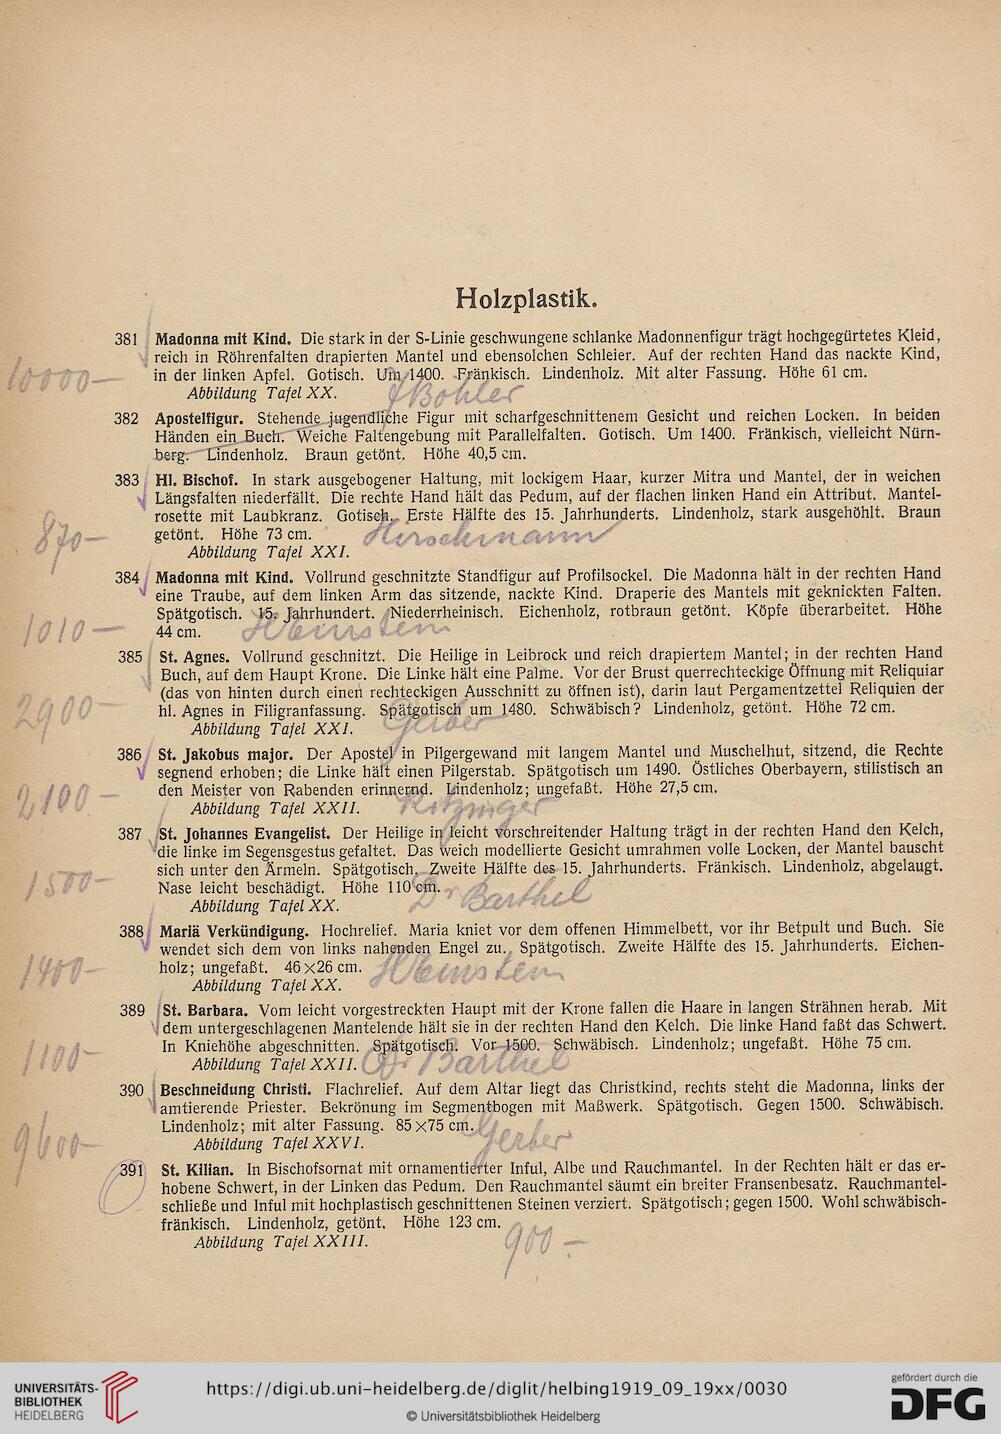 Holzplastik.
381 Madonna mit Kind. Die stark in der S-Linie geschwungene schlanke Madonnenfigur trägt hochgegürtetes Kleid,
reich in Röhrenfalten drapierten Mantel und ebensolchen Schleier. Auf der rechten Hand das nackte Kind,
10000— in der linken Apfel. Gotisch. Um 1400. Fränkisch. Lindenholz. Mit alter Fassung. Höhe 61 cm.
Abbildung Tafel XX. J Bohler
382 Apostelfigur. Stehende jugendliche Figur mit scharfgeschnittenem Gesicht und reichen Locken. In beiden
Händen ein Buch. Weiche Faltengebung mit Parallelfalten. Gotisch. Um 1400. Fränkisch, vielleicht Nürn-
berg. Lindenholz. Braun getönt. Höhe 40,5 cm.
383 Hl. Bischof. In stark ausgebogener Haltung, mit lockigem Haar, kurzer Mitra und Mantel, der in weichen
Längsfalten niederfällt. Die rechte Hand hält das Pedum, auf der flachen linken Hand ein Attribut. Mantel-
rosette mit Laubkranz. Gotisch. Erste Hälfte des 15. Jahrhunderts. Lindenholz, stark ausgehöhlt. Braun
870— getönt. Höhe 73 cm. Hirschmann
Abbildung Tafel XXI.
384 Madonna mit Kind. Vollrund geschnitzte Standfigur auf Profilsockel. Die Madonna hält in der rechten Hand
eine Traube, auf dem linken Arm das sitzende, nackte Kind. Draperie des Mantels mit geknickten Falten.
Spätgotisch. 15. Jahrhundert. Niederrheinisch. Eichenholz, rotbraun getönt. Köpfe überarbeitet. Höhe
1010— 44 cm.
385 St. Agnes. Vollrund geschnitzt. Die Heilige in Leibrock und reich drapiertem Mantel; in der rechten Hand
Buch, auf dem Haupt Krone. Die Linke hält eine Palme. Vor der Brust querrechteckige Öffnung mit Reliquiar
(das von hinten durch einen rechteckigen Ausschnitt zu öffnen ist), darin laut Pergamentzettel Reliquien der
2900— hl. Agnes in Filigranfassung. Spätgotisch um 1480. Schwäbisch? Lindenholz, getönt. Höhe 72 cm.
Abbildung Tafel XXI. Gerber
386 St. Jakobus major. Der Apostel in Pilgergewand mit langem Mantel und Muschelhut, sitzend, die Rechte
segnend erhoben; die Linke hält einen Pilgerstab. Spätgotisch um 1490. Östliches Oberbayern, stilistisch an
2100— den Meister von Rabenden erinnernd. Lindenholz; ungefaßt. Höhe 27,5 cm.
Abbildung Tafel XXII. Kitzinger
387 St. Johannes Evangelist. Der Heilige in leicht vorschreitender Haltung trägt in der rechten Hand den Kelch,
die linke im Segensgestus gefaltet. Das weich modellierte Gesicht umrahmen volle Locken, der Mantel bauscht
sich unter den Ärmeln. Spätgotisch. Zweite Hälfte des 15. Jahrhunderts. Fränkisch. Lindenholz, abgelaugt.
1500— Nase leicht beschädigt. Höhe 110 cm.
Abbildung Tafel XX. Dr Barthel
388 Mariä Verkündigung. Hochrelief. Maria kniet vor dem offenen Himmelbett, vor ihr Betpult und Buch. Sie
wendet sich dem von links nahenden Engel zu. Spätgotisch. Zweite Hälfte des 15. Jahrhunderts. Eichen-
1400— holz; ungefaßt. 46×26 cm.
Abbildung Tafel XX.
389 St. Barbara. Vom leicht vorgestreckten Haupt mit der Krone fallen die Haare in langen Strähnen herab. Mit
dem untergeschlagenen Mantelende hält sie in der rechten Hand den Kelch. Die linke Hand faßt das Schwert.
1100— In Kniehöhe abgeschnitten. Spätgotisch. Vor 1500. Schwäbisch. Lindenholz; ungefaßt. Höhe 75 cm.
Abbildung Tafel XXII. Dr Barthel
390 Beschneidung Christi. Flachrelief. Auf dem Altar liegt das Christkind, rechts steht die Madonna, links der
amtierende Priester. Bekrönung im Segmentbogen mit Maßwerk. Spätgotisch. Gegen 1500. Schwäbisch.
Lindenholz; mit alter Fassung. 85×75 cm. Gerber
9600— Abbildung Tafel XXVI.
391 St. Kilian. In Bischofsornat mit ornamentierter Inful, Albe und Rauchmantel. In der Rechten hält er das er-
hobene Schwert, in der Linken das Pedum. Den Rauchmantel säumt ein breiter Fransenbesatz. Rauchmantel-
schließe und Inful mit hochplastisch geschnittenen Steinen verziert. Spätgotisch; gegen 1500. Wohl schwäbisch-
fränkisch. Lindenholz, getönt. Höhe 123 cm.
Abbildung Tafel XXIII. 900—
UNIVERSITÄTS-
BIBLIOTHEK
HEIDELBERG
https://digi.ub.uni-heidelberg.de/diglit/helbing1919_09_19xx/0030
© Universitätsbibliothek Heidelberg
gefördert durch die
DFG